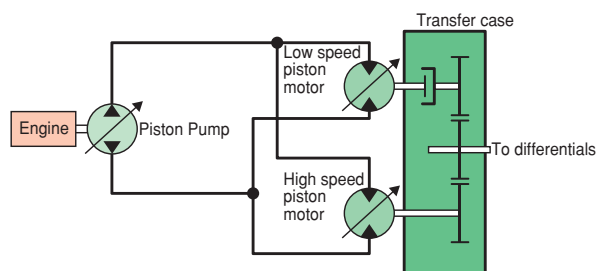 Transfer case
Low speed
piston
motor
Engine
Piston Pump
To differentials
High speed
piston
motor